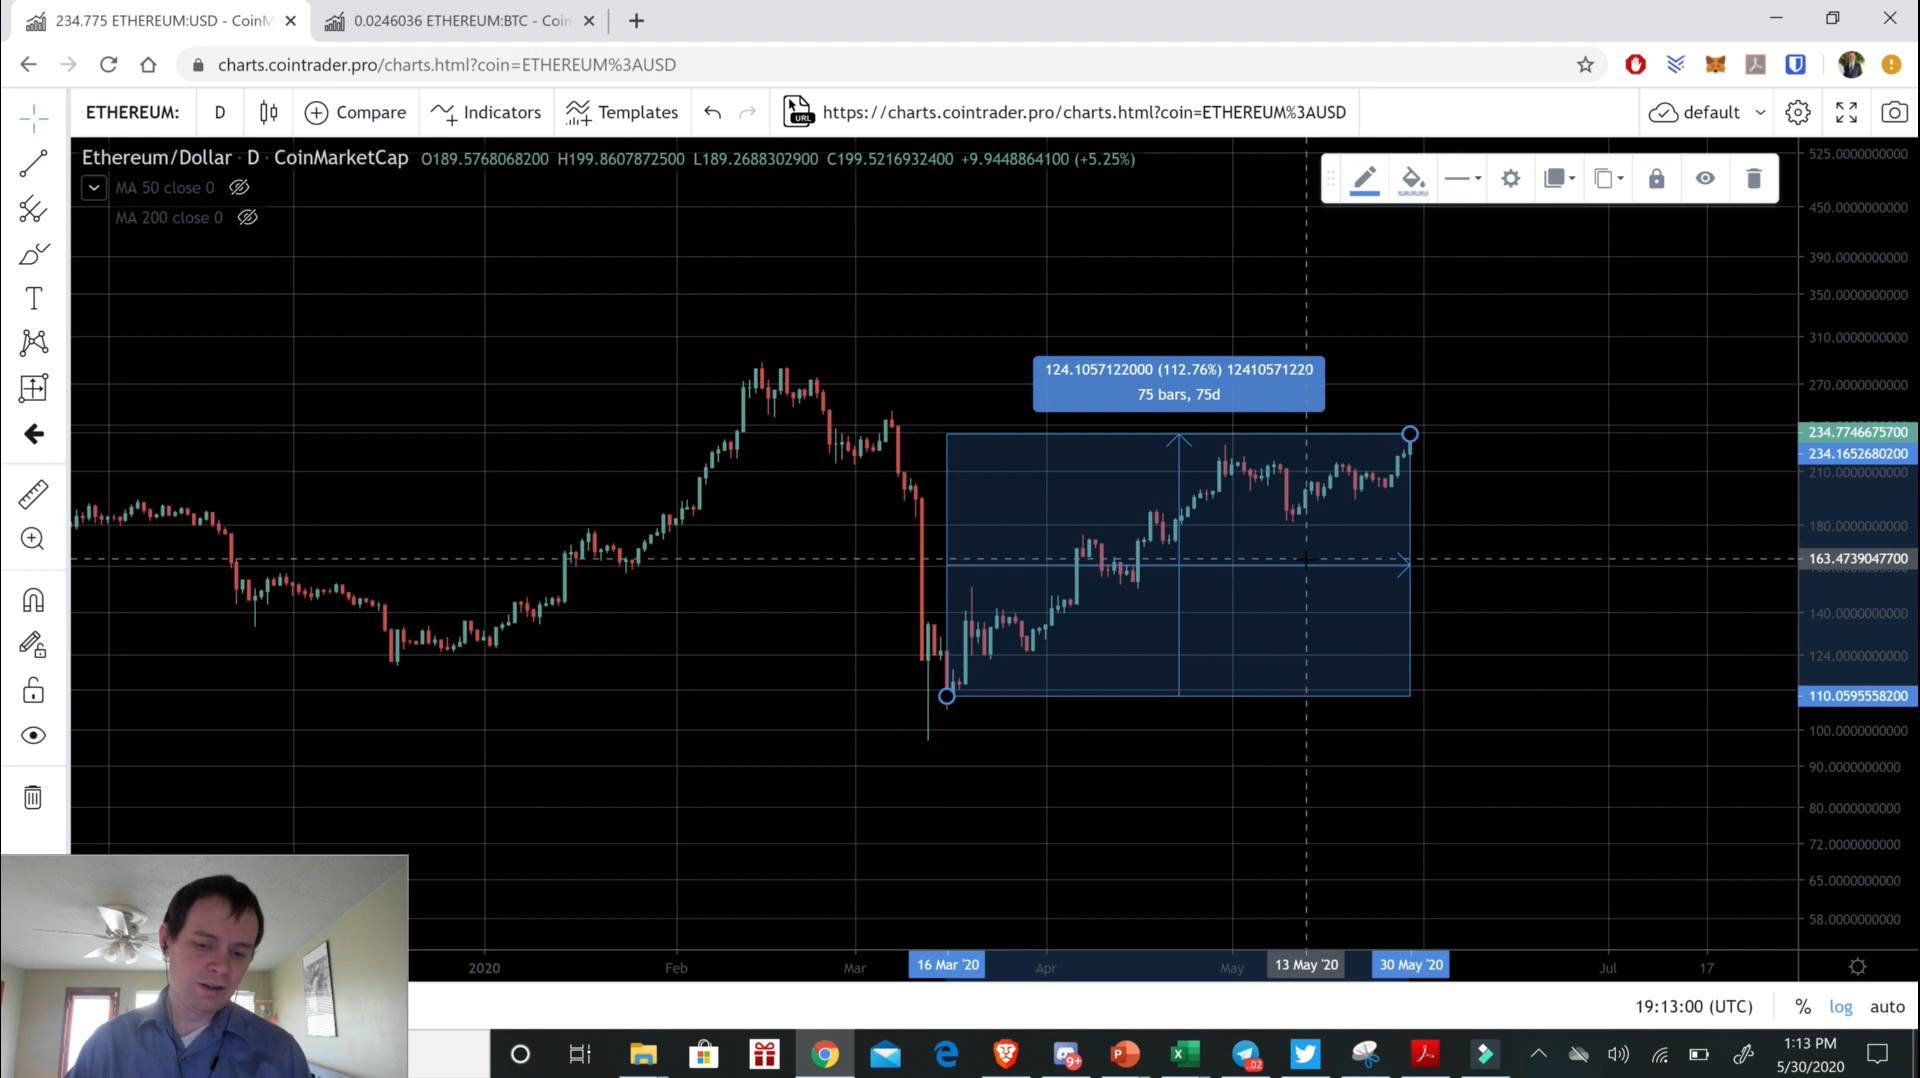 234.775 ETHEREUM:USD - CoinM
0.0246036 ETHEREUM:BTC - Coin
charts.cointrader.pro/charts.html?coin=ETHEREUM%3AUSD
ETHEREUM:
D
Compare
Indicators
Templates
URL
https://charts.cointrader.pro/charts.html?coin=ETHEREUM%3AUSD
default
Ethereum/Dollar · D · CoinMarketCap O189.5768068200 H199.8607872500 L189.2688302900 C199.5216932400 +9.9448864100 (+5.25%)
MA 50 close 0
MA 200 close 0
525.0000000000
450.0000000000
390.0000000000
350.0000000000
310.0000000000
270.0000000000
234.7746675700
234.1652680200
210.0000000000
180.0000000000
163.4739047700
140.0000000000
124.0000000000
110.0595558200
100.0000000000
90.0000000000
80.0000000000
72.0000000000
65.0000000000
58.0000000000
124.1057122000 (112.76%) 12410571220
75 bars, 75d
2020
Feb
Mar
16 Mar '20
Apr
May
13 May '20
30 May '20
Jul
17
19:13:00 (UTC)
%
log
auto
9+
.02
1:13 PM
5/30/2020